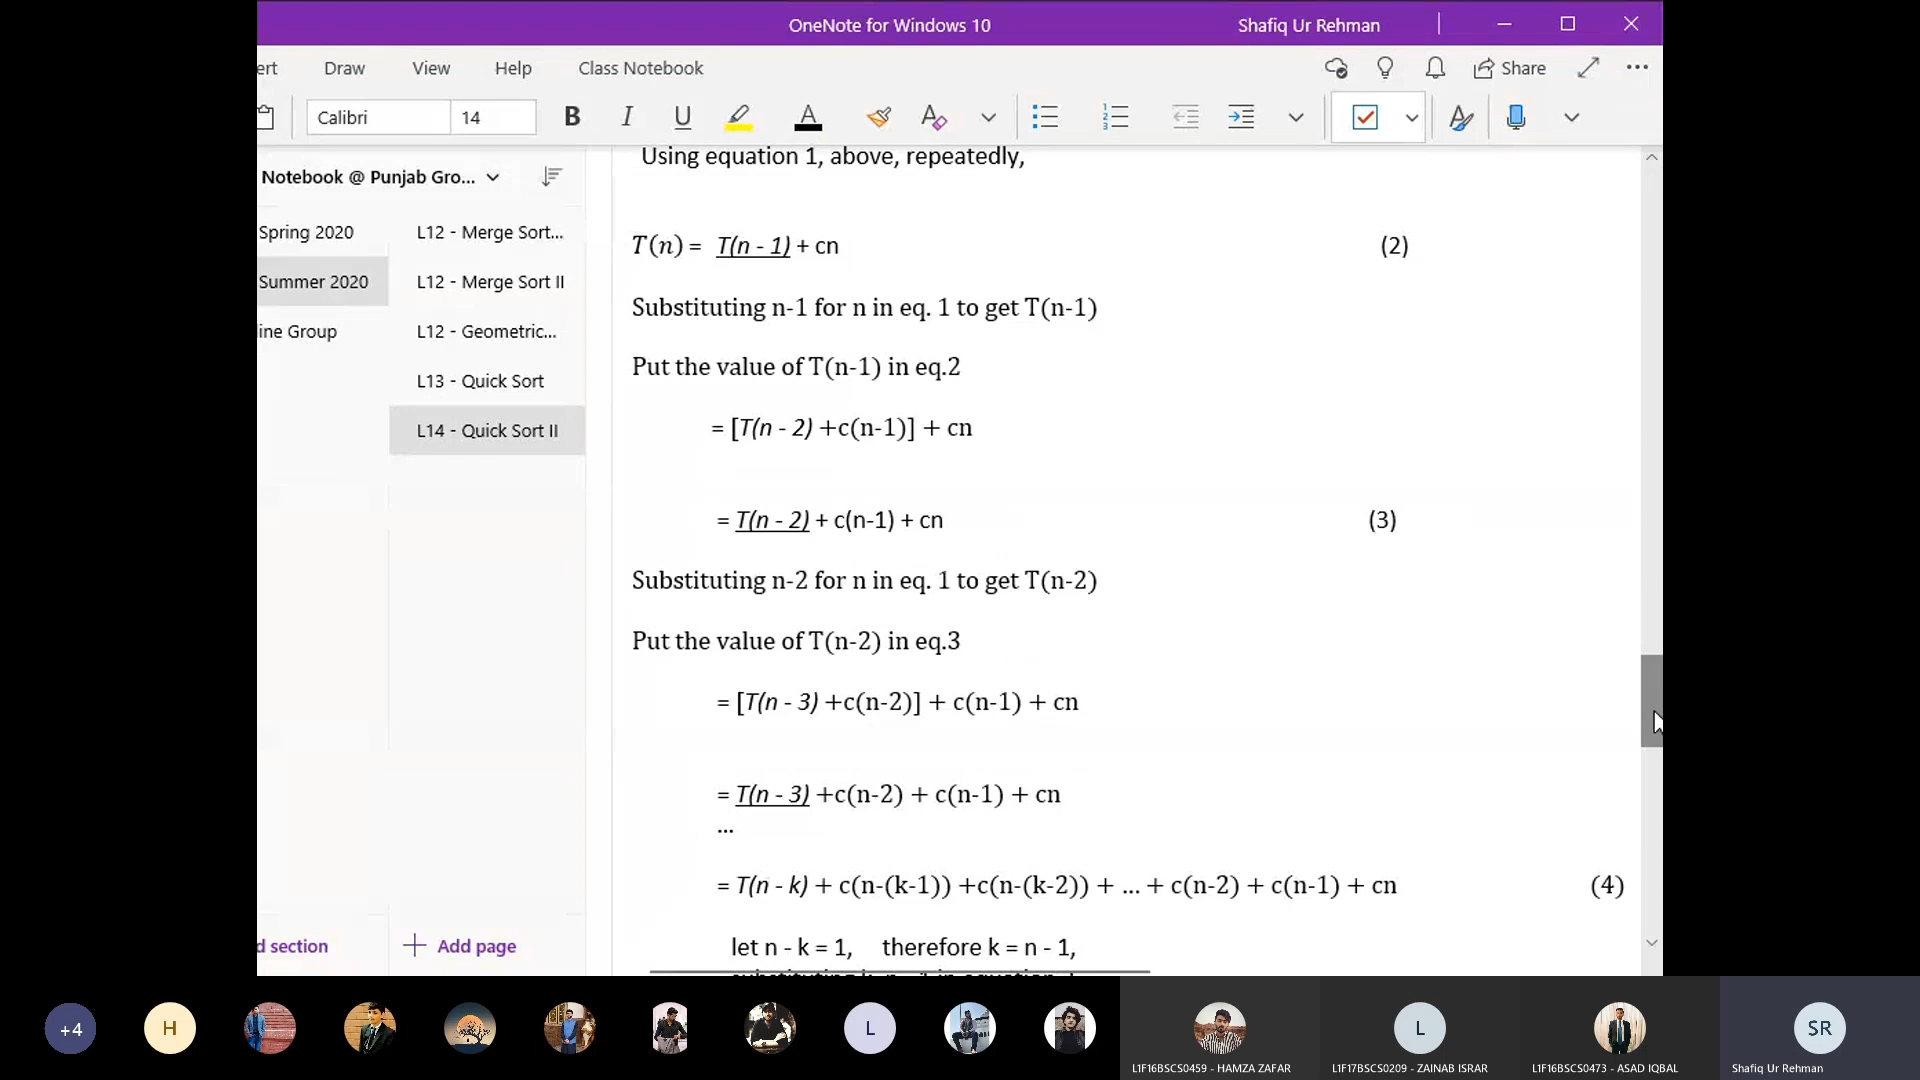 OneNote for Windows 10
Shafiq Ur Rehman
ert Draw View Help Class Notebook Share
Calibri 14 B I U A
Notebook @ Punjab Gro...
Spring 2020
Summer 2020
ine Group
L12 - Merge Sort...
L12 - Merge Sort II
L12 - Geometric...
L13 - Quick Sort
L14 - Quick Sort II
d section
Add page
Using equation 1, above, repeatedly,
T(n) = T(n - 1) + cn (2)
Substituting n-1 for n in eq. 1 to get T(n-1)
Put the value of T(n-1) in eq.2
= [T(n - 2) +c(n-1)] + cn
= T(n - 2) + c(n-1) + cn (3)
Substituting n-2 for n in eq. 1 to get T(n-2)
Put the value of T(n-2) in eq.3
= [T(n - 3) +c(n-2)] + c(n-1) + cn
= T(n - 3) +c(n-2) + c(n-1) + cn
...
= T(n - k) + c(n-(k-1)) +c(n-(k-2)) + ... + c(n-2) + c(n-1) + cn (4)
let n - k = 1, therefore k = n - 1,
+4 H L L SR
L1F16BSCS0459 - HAMZA ZAFAR
L1F17BSCS0209 - ZAINAB ISRAR
L1F16BSCS0473 - ASAD IQBAL
Shafiq Ur Rehman